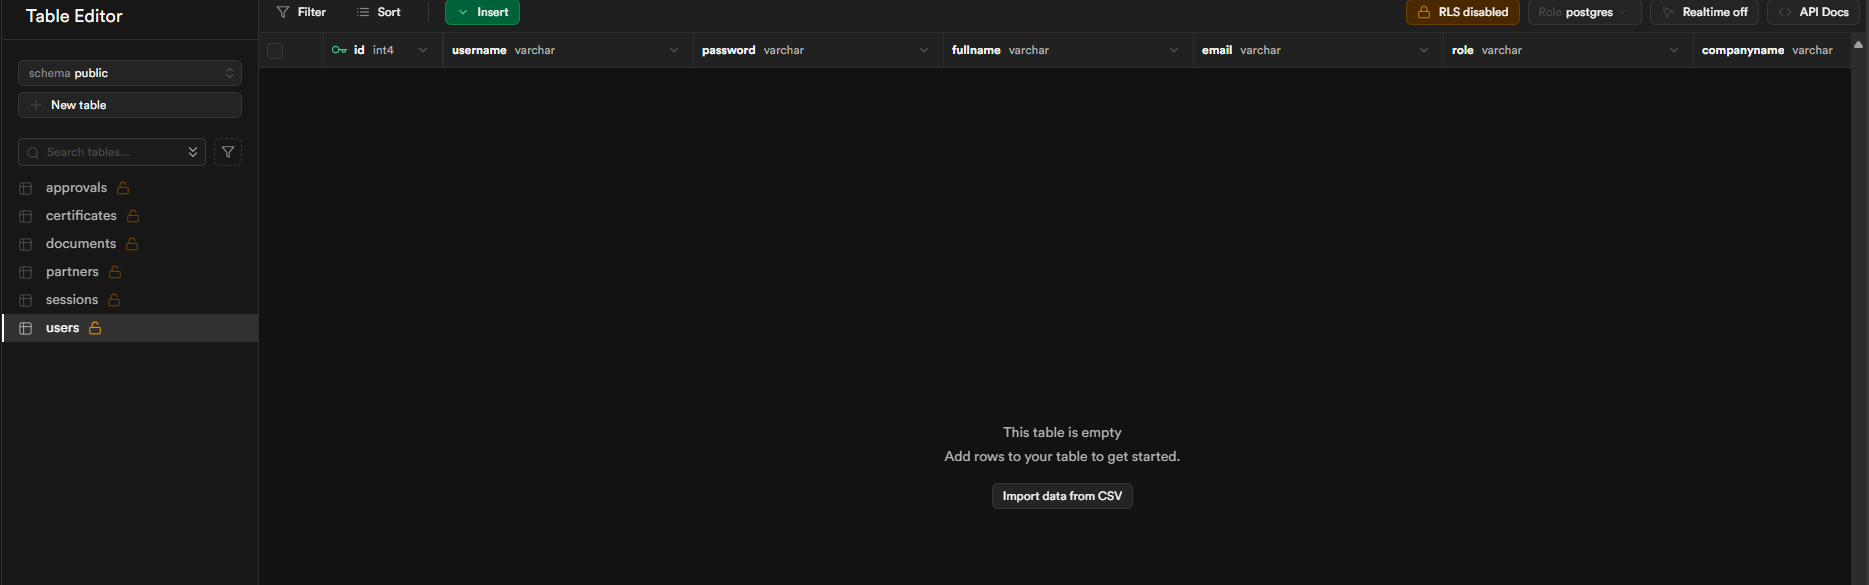 Table Editor
Filter
Sort
Insert
RLS disabled
Role postgres
Realtime off
API Docs
id int4
username varchar
password varchar
fullname varchar
email varchar
role varchar
companyname varchar
schema public
New table
Search tables...
approvals
certificates
documents
partners
sessions
users
This table is empty
Add rows to your table to get started.
Import data from CSV